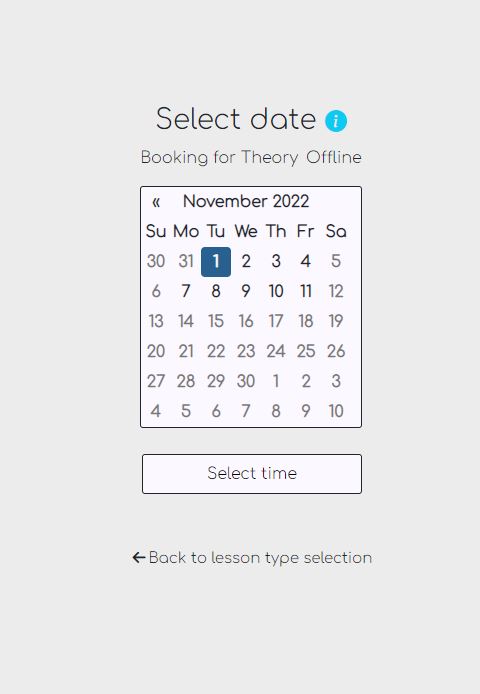 Select date i
Booking for Theory Offline
« November 2022
Su Mo Tu We Th Fr Sa
30 31 1 2 3 4 5
6 7 8 9 10 11 12
13 14 15 16 17 18 19
20 21 22 23 24 25 26
27 28 29 30 1 2 3
4 5 6 7 8 9 10
Select time
← Back to lesson type selection